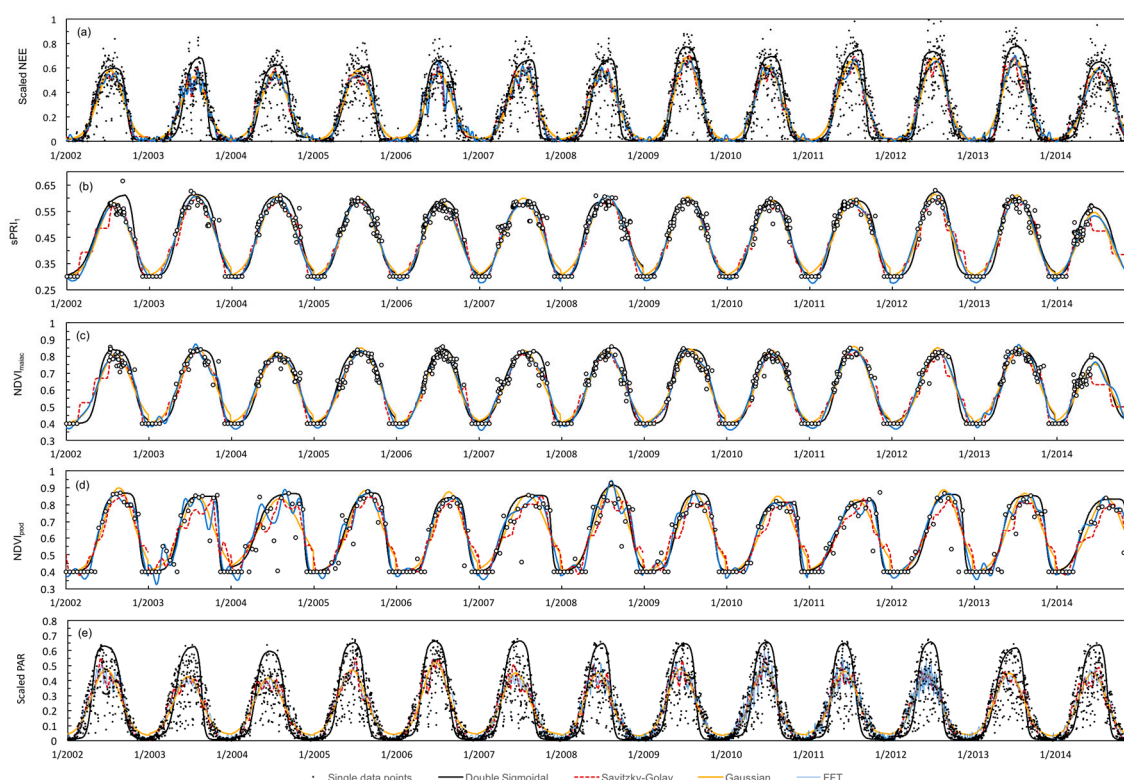 (a)
Scaled NEE
1
0.8
0.6
0.4
0.2
0
1/2002 1/2003 1/2004 1/2005 1/2006 1/2007 1/2008 1/2009 1/2010 1/2011 1/2012 1/2013 1/2014
(b)
sPRI1
0.65
0.55
0.45
0.35
0.25
1/2002 1/2003 1/2004 1/2005 1/2006 1/2007 1/2008 1/2009 1/2010 1/2011 1/2012 1/2013 1/2014
(c)
NDVImaiac
1
0.9
0.8
0.7
0.6
0.5
0.4
0.3
1/2002 1/2003 1/2004 1/2005 1/2006 1/2007 1/2008 1/2009 1/2010 1/2011 1/2012 1/2013 1/2014
(d)
1
0.9
0.8
0.7
0.6
0.5
0.4
0.3
1/2002 1/2003 1/2004 1/2005 1/2006 1/2007 1/2008 1/2009 1/2010 1/2011 1/2012 1/2013 1/2014
(e)
Scaled PAR
0.8
0.7
0.6
0.5
0.4
0.3
0.2
0.1
0
1/2002 1/2003 1/2004 1/2005 1/2006 1/2007 1/2008 1/2009 1/2010 1/2011 1/2012 1/2013 1/2014
Single data points Double Sigmoidal Savitzky-Golay Gaussian FFT